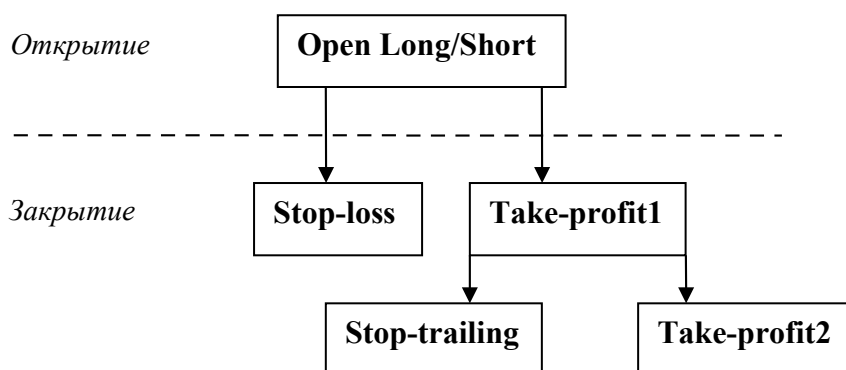 Открытие
Open Long/Short
Закрытие
Stop-loss
Take-profit1
Stop-trailing
Take-profit2